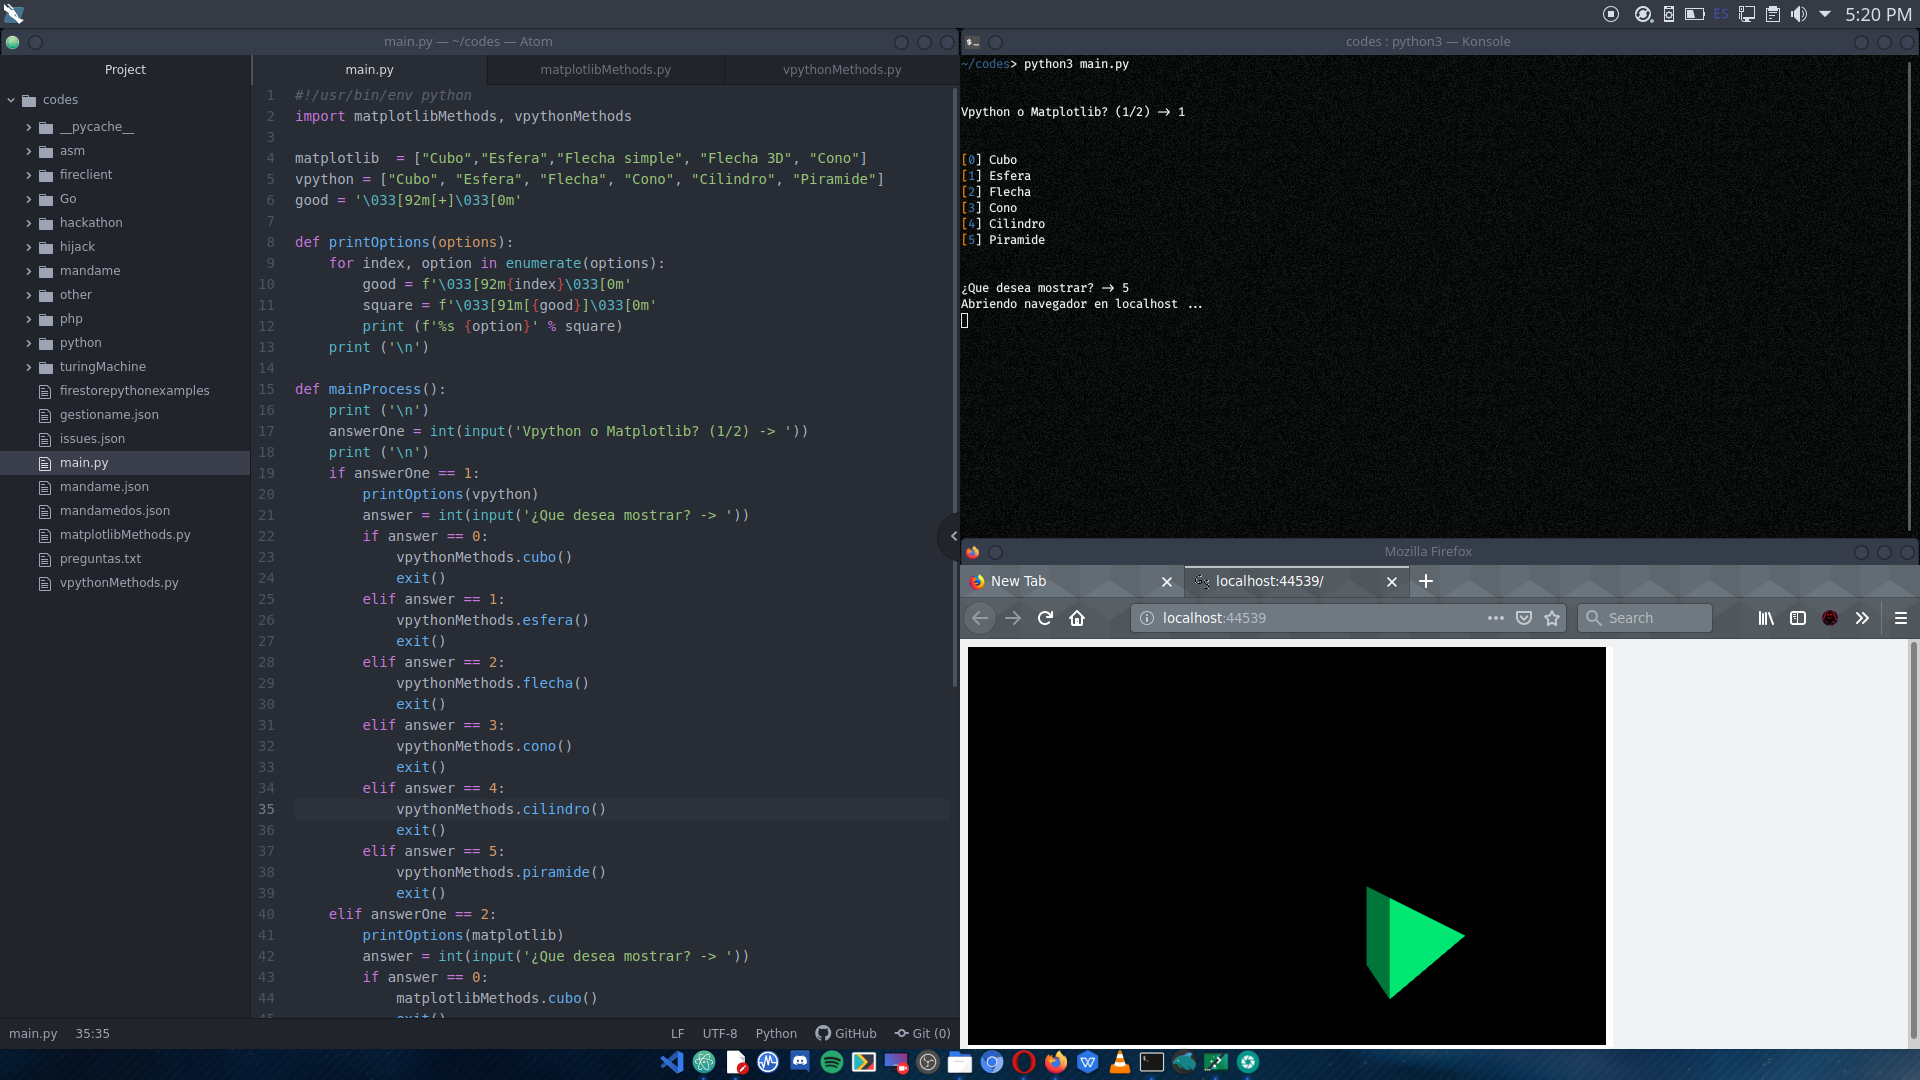 ES
5:20 PM
main.py — ~/codes — Atom
Project
codes
__pycache__
asm
fireclient
Go
hackathon
hijack
mandame
other
php
python
turingMachine
firestorepythonexamples
gestioname.json
issues.json
main.py
mandame.json
mandamedos.json
matplotlibMethods.py
preguntas.txt
vpythonMethods.py
main.py
matplotlibMethods.py
vpythonMethods.py
1 #!/usr/bin/env python
2 import matplotlibMethods, vpythonMethods
3
4 matplotlib  = ["Cubo","Esfera","Flecha simple", "Flecha 3D", "Cono"]
5 vpython = ["Cubo", "Esfera", "Flecha", "Cono", "Cilindro", "Piramide"]
6 good = '\033[92m[+]\033[0m'
7
8 def printOptions(options):
9     for index, option in enumerate(options):
10         good = f'\033[92m{index}\033[0m'
11         square = f'\033[91m[{good}]\033[0m'
12         print (f'%s {option}' % square)
13     print ('\n')
14
15 def mainProcess():
16     print ('\n')
17     answerOne = int(input('Vpython o Matplotlib? (1/2) -> '))
18     print ('\n')
19     if answerOne == 1:
20         printOptions(vpython)
21         answer = int(input('¿Que desea mostrar? -> '))
22         if answer == 0:
23             vpythonMethods.cubo()
24             exit()
25         elif answer == 1:
26             vpythonMethods.esfera()
27             exit()
28         elif answer == 2:
29             vpythonMethods.flecha()
30             exit()
31         elif answer == 3:
32             vpythonMethods.cono()
33             exit()
34         elif answer == 4:
35             vpythonMethods.cilindro()
36             exit()
37         elif answer == 5:
38             vpythonMethods.piramide()
39             exit()
40     elif answerOne == 2:
41         printOptions(matplotlib)
42         answer = int(input('¿Que desea mostrar? -> '))
43         if answer == 0:
44             matplotlibMethods.cubo()
45             exit()
main.py 35:35
LF UTF-8 Python GitHub Git (0)
codes : python3 — Konsole
~/codes> python3 main.py
Vpython o Matplotlib? (1/2) → 1
[0] Cubo
[1] Esfera
[2] Flecha
[3] Cono
[4] Cilindro
[5] Piramide
¿Que desea mostrar? → 5
Abriendo navegador en localhost ...
Mozilla Firefox
New Tab
localhost:44539/
localhost:44539
Search